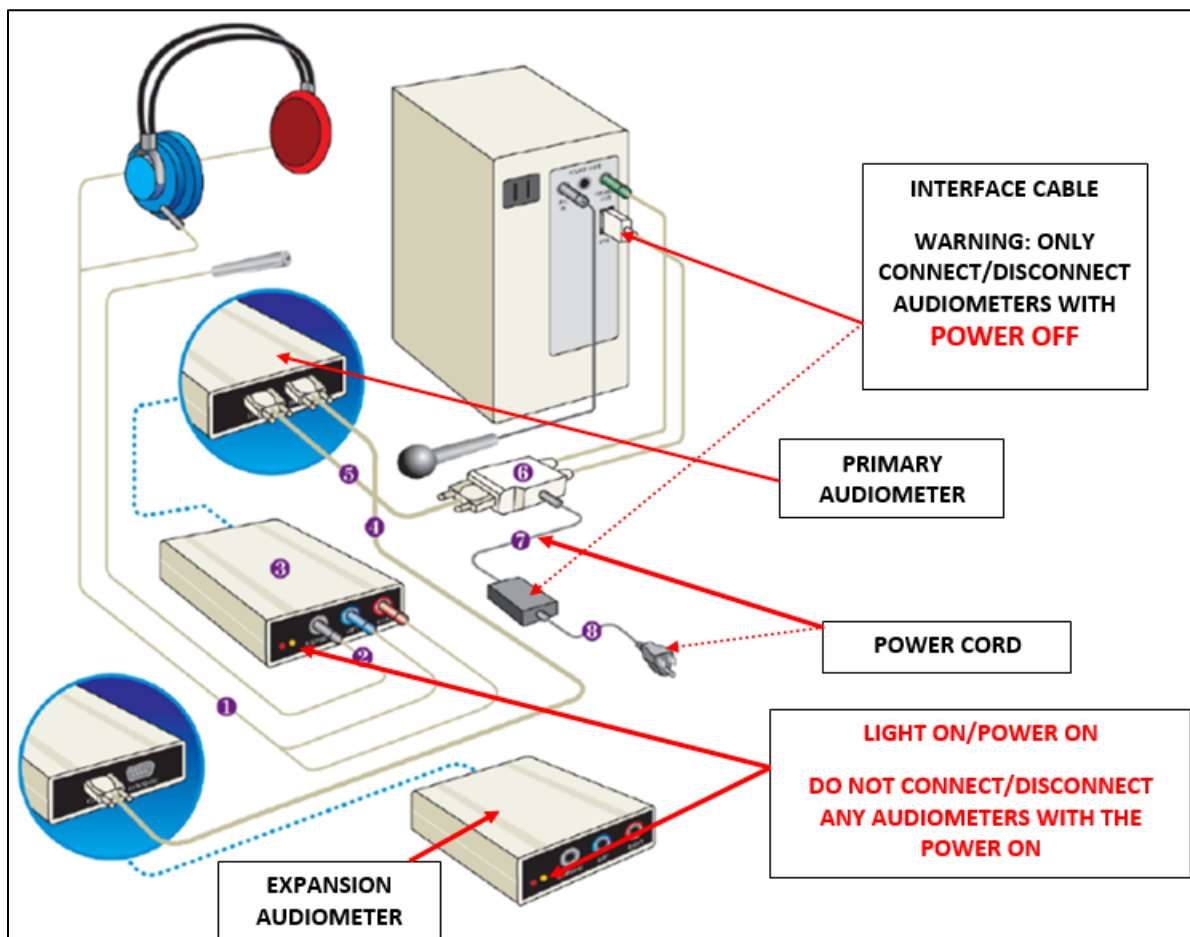 INTERFACE CABLE
WARNING: ONLY
CONNECT/DISCONNECT
AUDIOMETERS WITH
POWER OFF
PRIMARY
AUDIOMETER
6
5
4
7
3
8
POWER CORD
2
1
LIGHT ON/POWER ON
DO NOT CONNECT/DISCONNECT
ANY AUDIOMETERS WITH THE
POWER ON
EXPANSION
AUDIOMETER